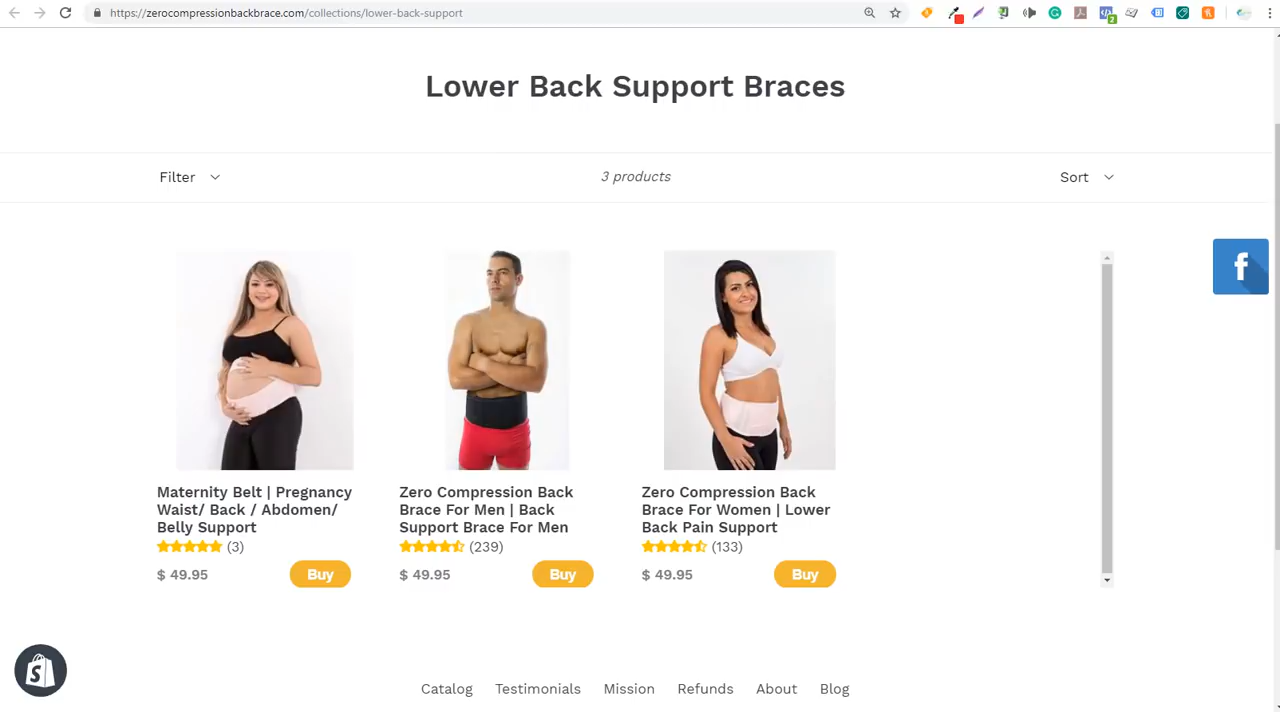 https://zerocompressionbackbrace.com/collections/lower-back-support
2
Lower Back Support Braces
Filter
3 products
Sort
f
Maternity Belt | Pregnancy
Waist/ Back / Abdomen/
Belly Support
(3)
$ 49.95
Buy
Zero Compression Back
Brace For Men | Back
Support Brace For Men
(239)
$ 49.95
Buy
Zero Compression Back
Brace For Women | Lower
Back Pain Support
(133)
$ 49.95
Buy
S
Catalog Testimonials Mission Refunds About Blog